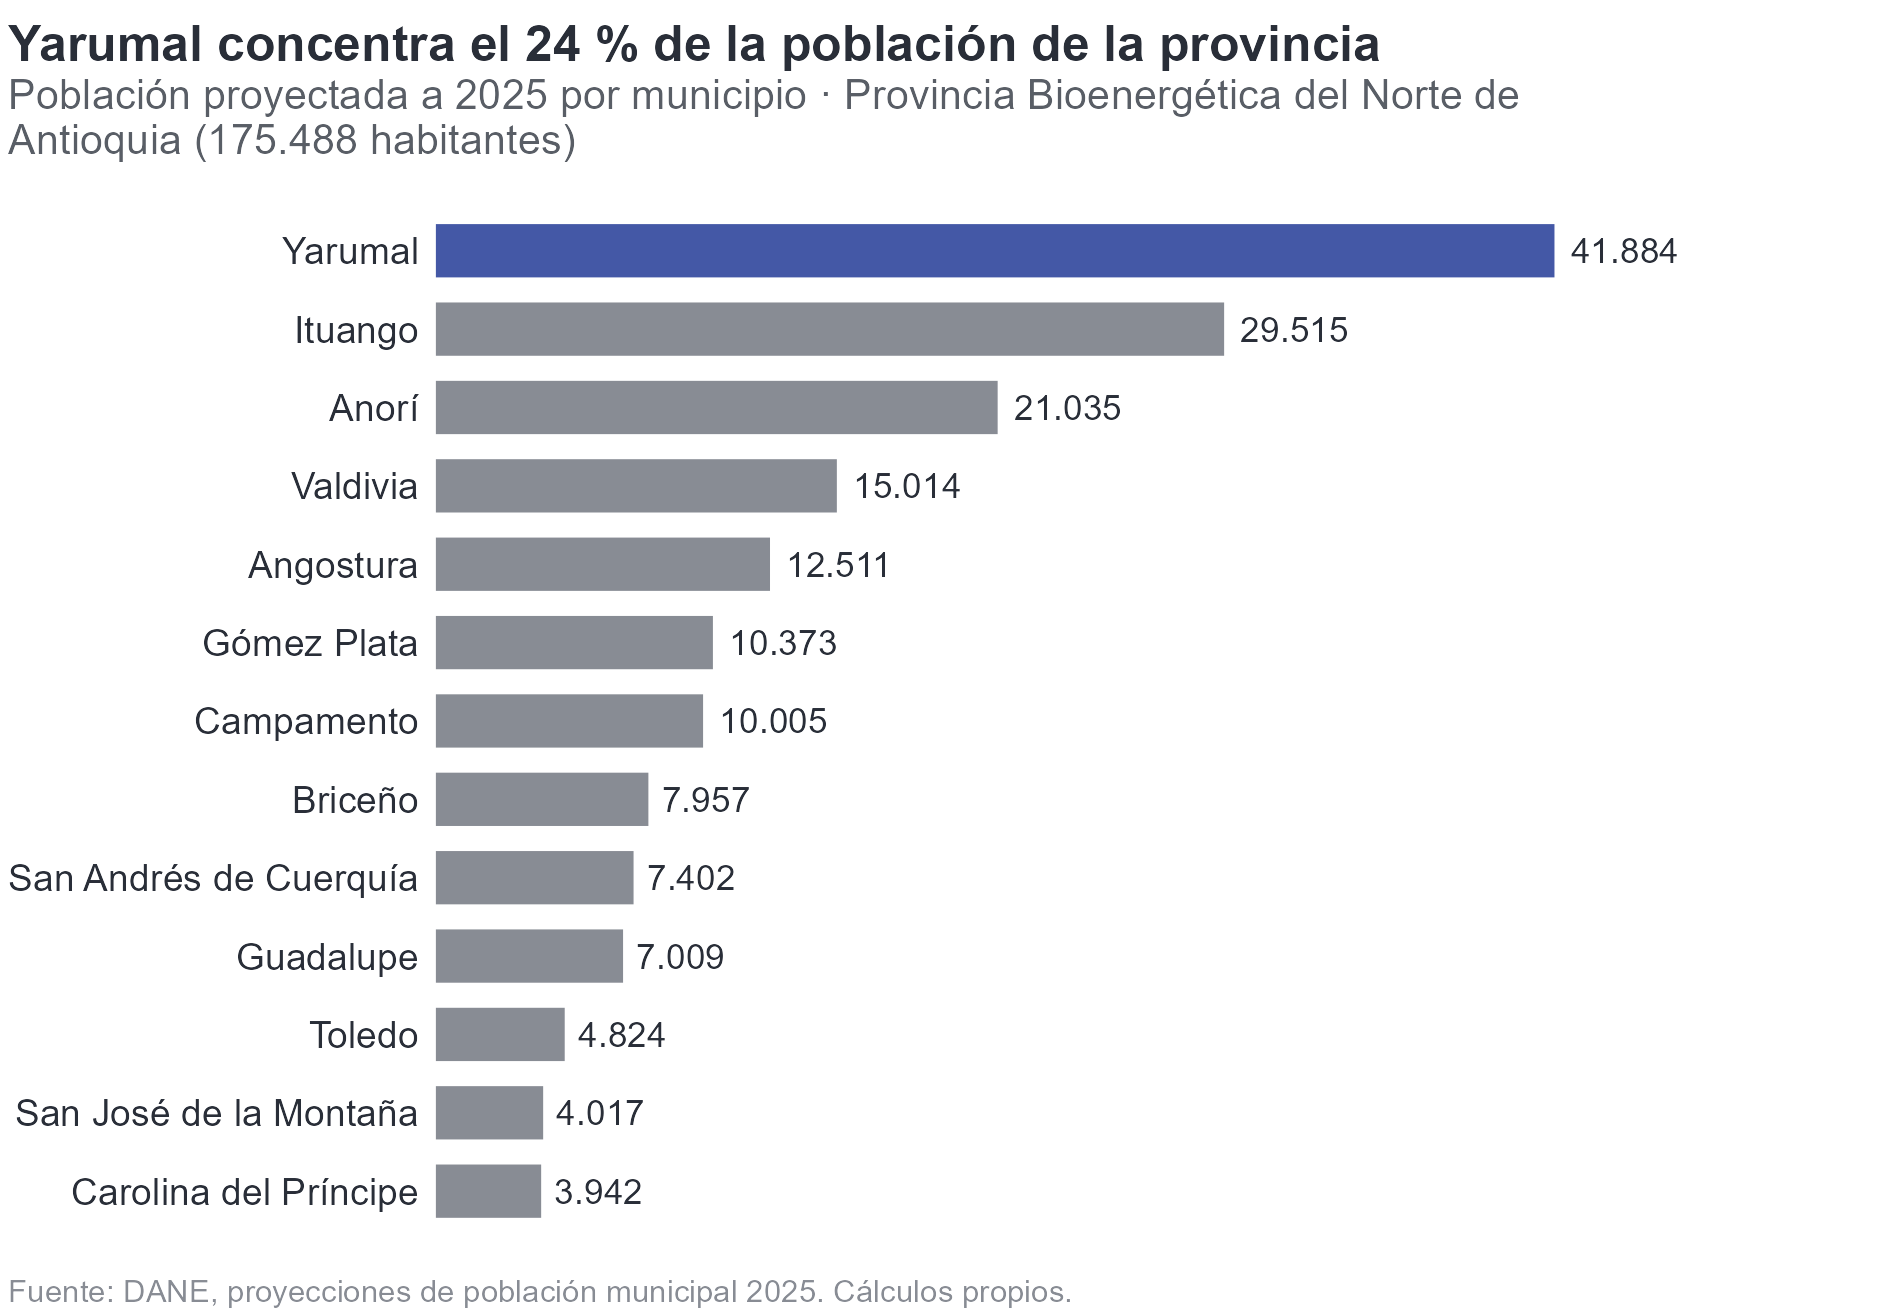 Yarumal concentra el 24 % de la población de la provincia
Población proyectada a 2025 por municipio · Provincia Bioenergética del Norte de
Antioquia (175.488 habitantes)
Yarumal 41.884
Ituango 29.515
Anorí 21.035
Valdivia 15.014
Angostura 12.511
Gómez Plata 10.373
Campamento 10.005
Briceño 7.957
San Andrés de Cuerquía 7.402
Guadalupe 7.009
Toledo 4.824
San José de la Montaña 4.017
Carolina del Príncipe 3.942
Fuente: DANE, proyecciones de población municipal 2025. Cálculos propios.